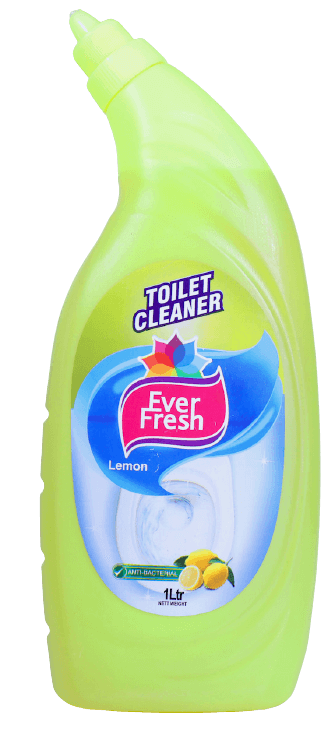 TOILET
CLEANER
Ever
Fresh
Lemon
ANTI-BACTERIAL
1Ltr
NETT WEIGHT